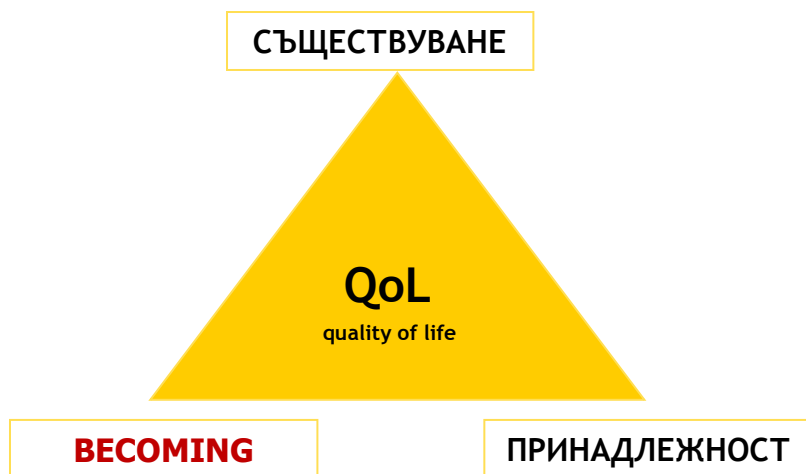 СЪЩЕСТВУВАНЕ
QoL
quality of life
BECOMING
ПРИНАДЛЕЖНОСТ